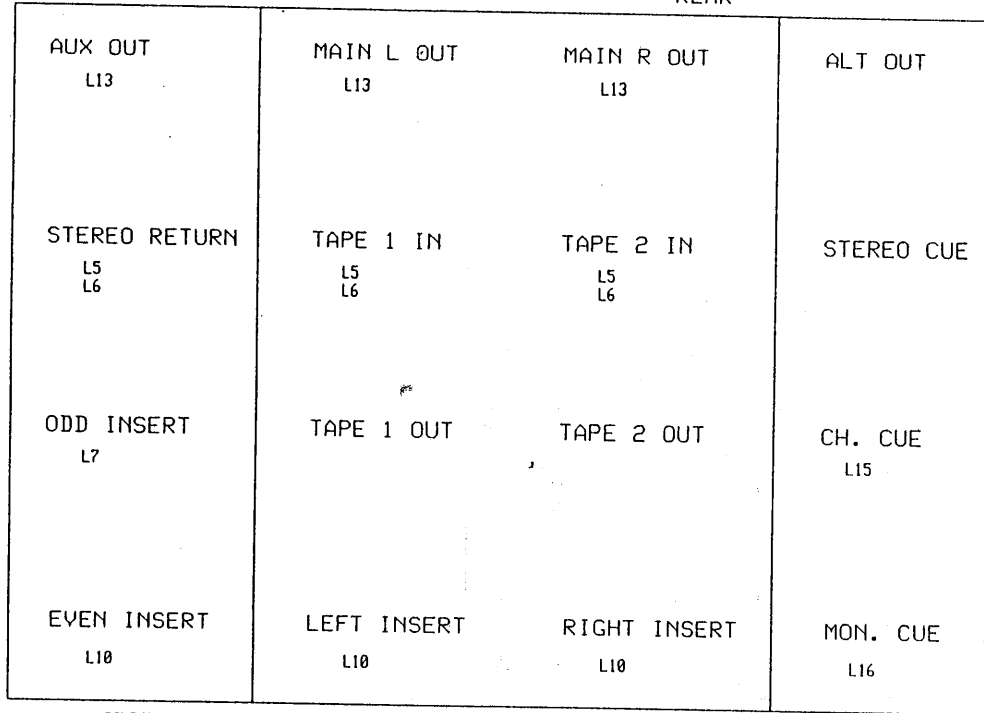 REAR
AUX OUT MAIN L OUT MAIN R OUT ALT OUT
L13 L13 L13
STEREO RETURN TAPE 1 IN TAPE 2 IN STEREO CUE
L5 L5 L5
L6 L6 L6
ODD INSERT TAPE 1 OUT TAPE 2 OUT CH. CUE
L7 L15
EVEN INSERT LEFT INSERT RIGHT INSERT MON. CUE
L10 L10 L10 L16